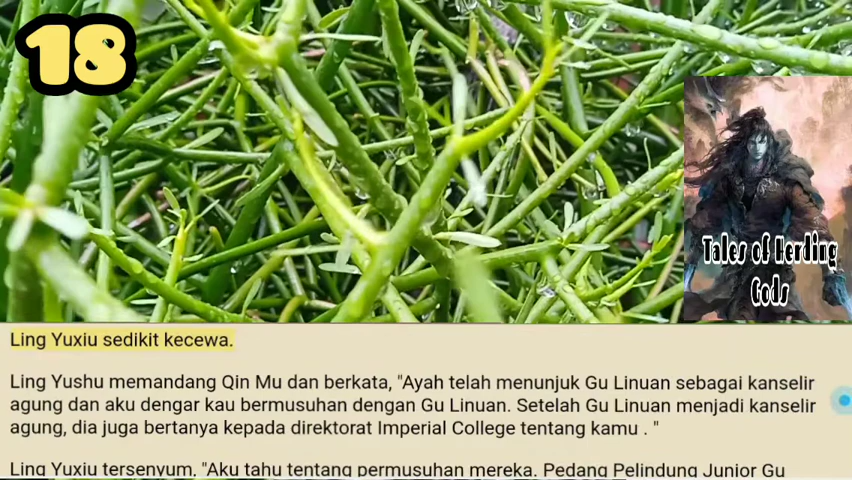 18
Tales of Herding
Gods
Ling Yuxiu sedikit kecewa.
Ling Yushu memandang Qin Mu dan berkata, "Ayah telah menunjuk Gu Linuan sebagai kanselir
agung dan aku dengar kau bermusuhan dengan Gu Linuan. Setelah Gu Linuan menjadi kanselir
agung, dia juga bertanya kepada direktorat Imperial College tentang kamu . "
Ling Yuxiu tersenyum, "Aku tahu tentang permusuhan mereka. Pedang Pelindung Junior Gu